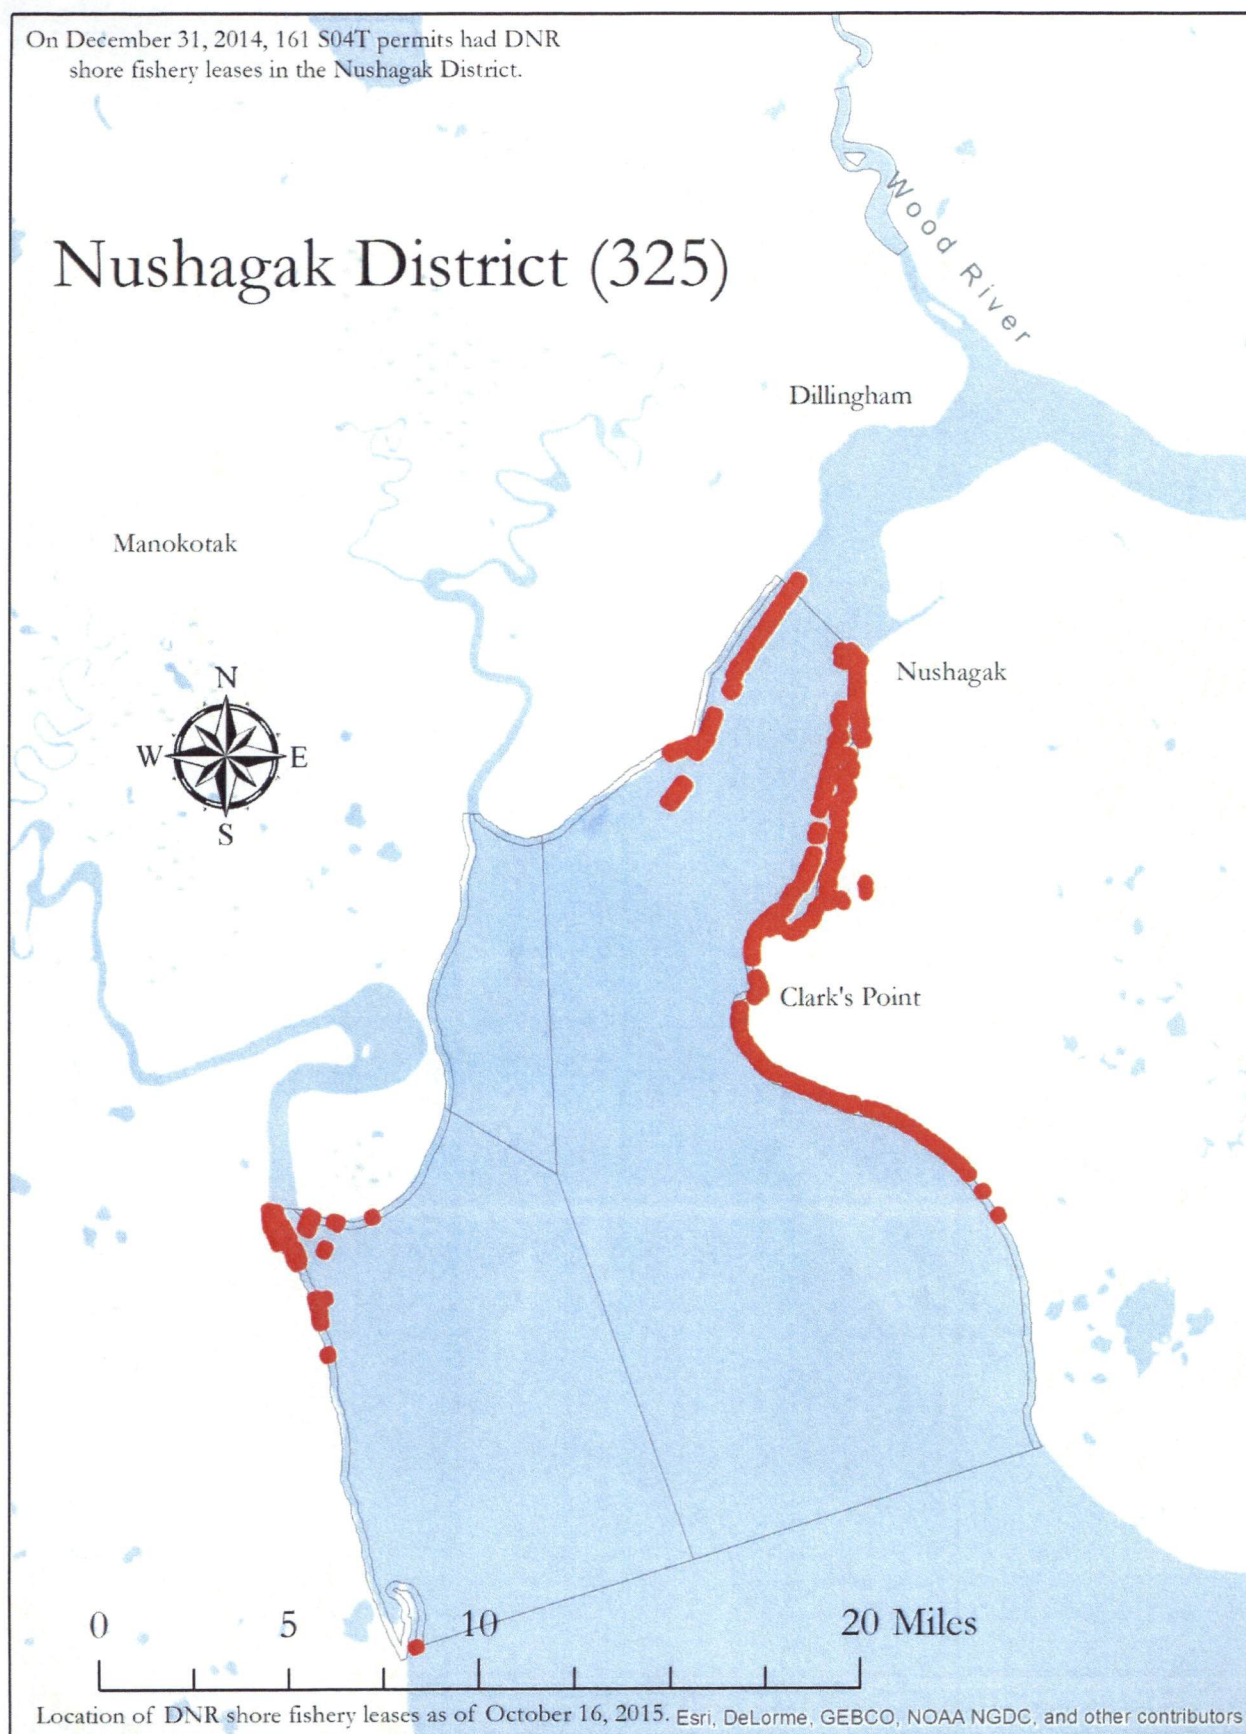 On December 31, 2014, 161 S04T permits had DNR
shore fishery leases in the Nushagak District.
Wood River
Nushagak District (325)
Dillingham
Manokotak
Nushagak
N
W E
S
Clark's Point
0 5 10 20 Miles
Location of DNR shore fishery leases as of October 16, 2015. Esri, DeLorme, GEBCO, NOAA NGDC, and other contributors